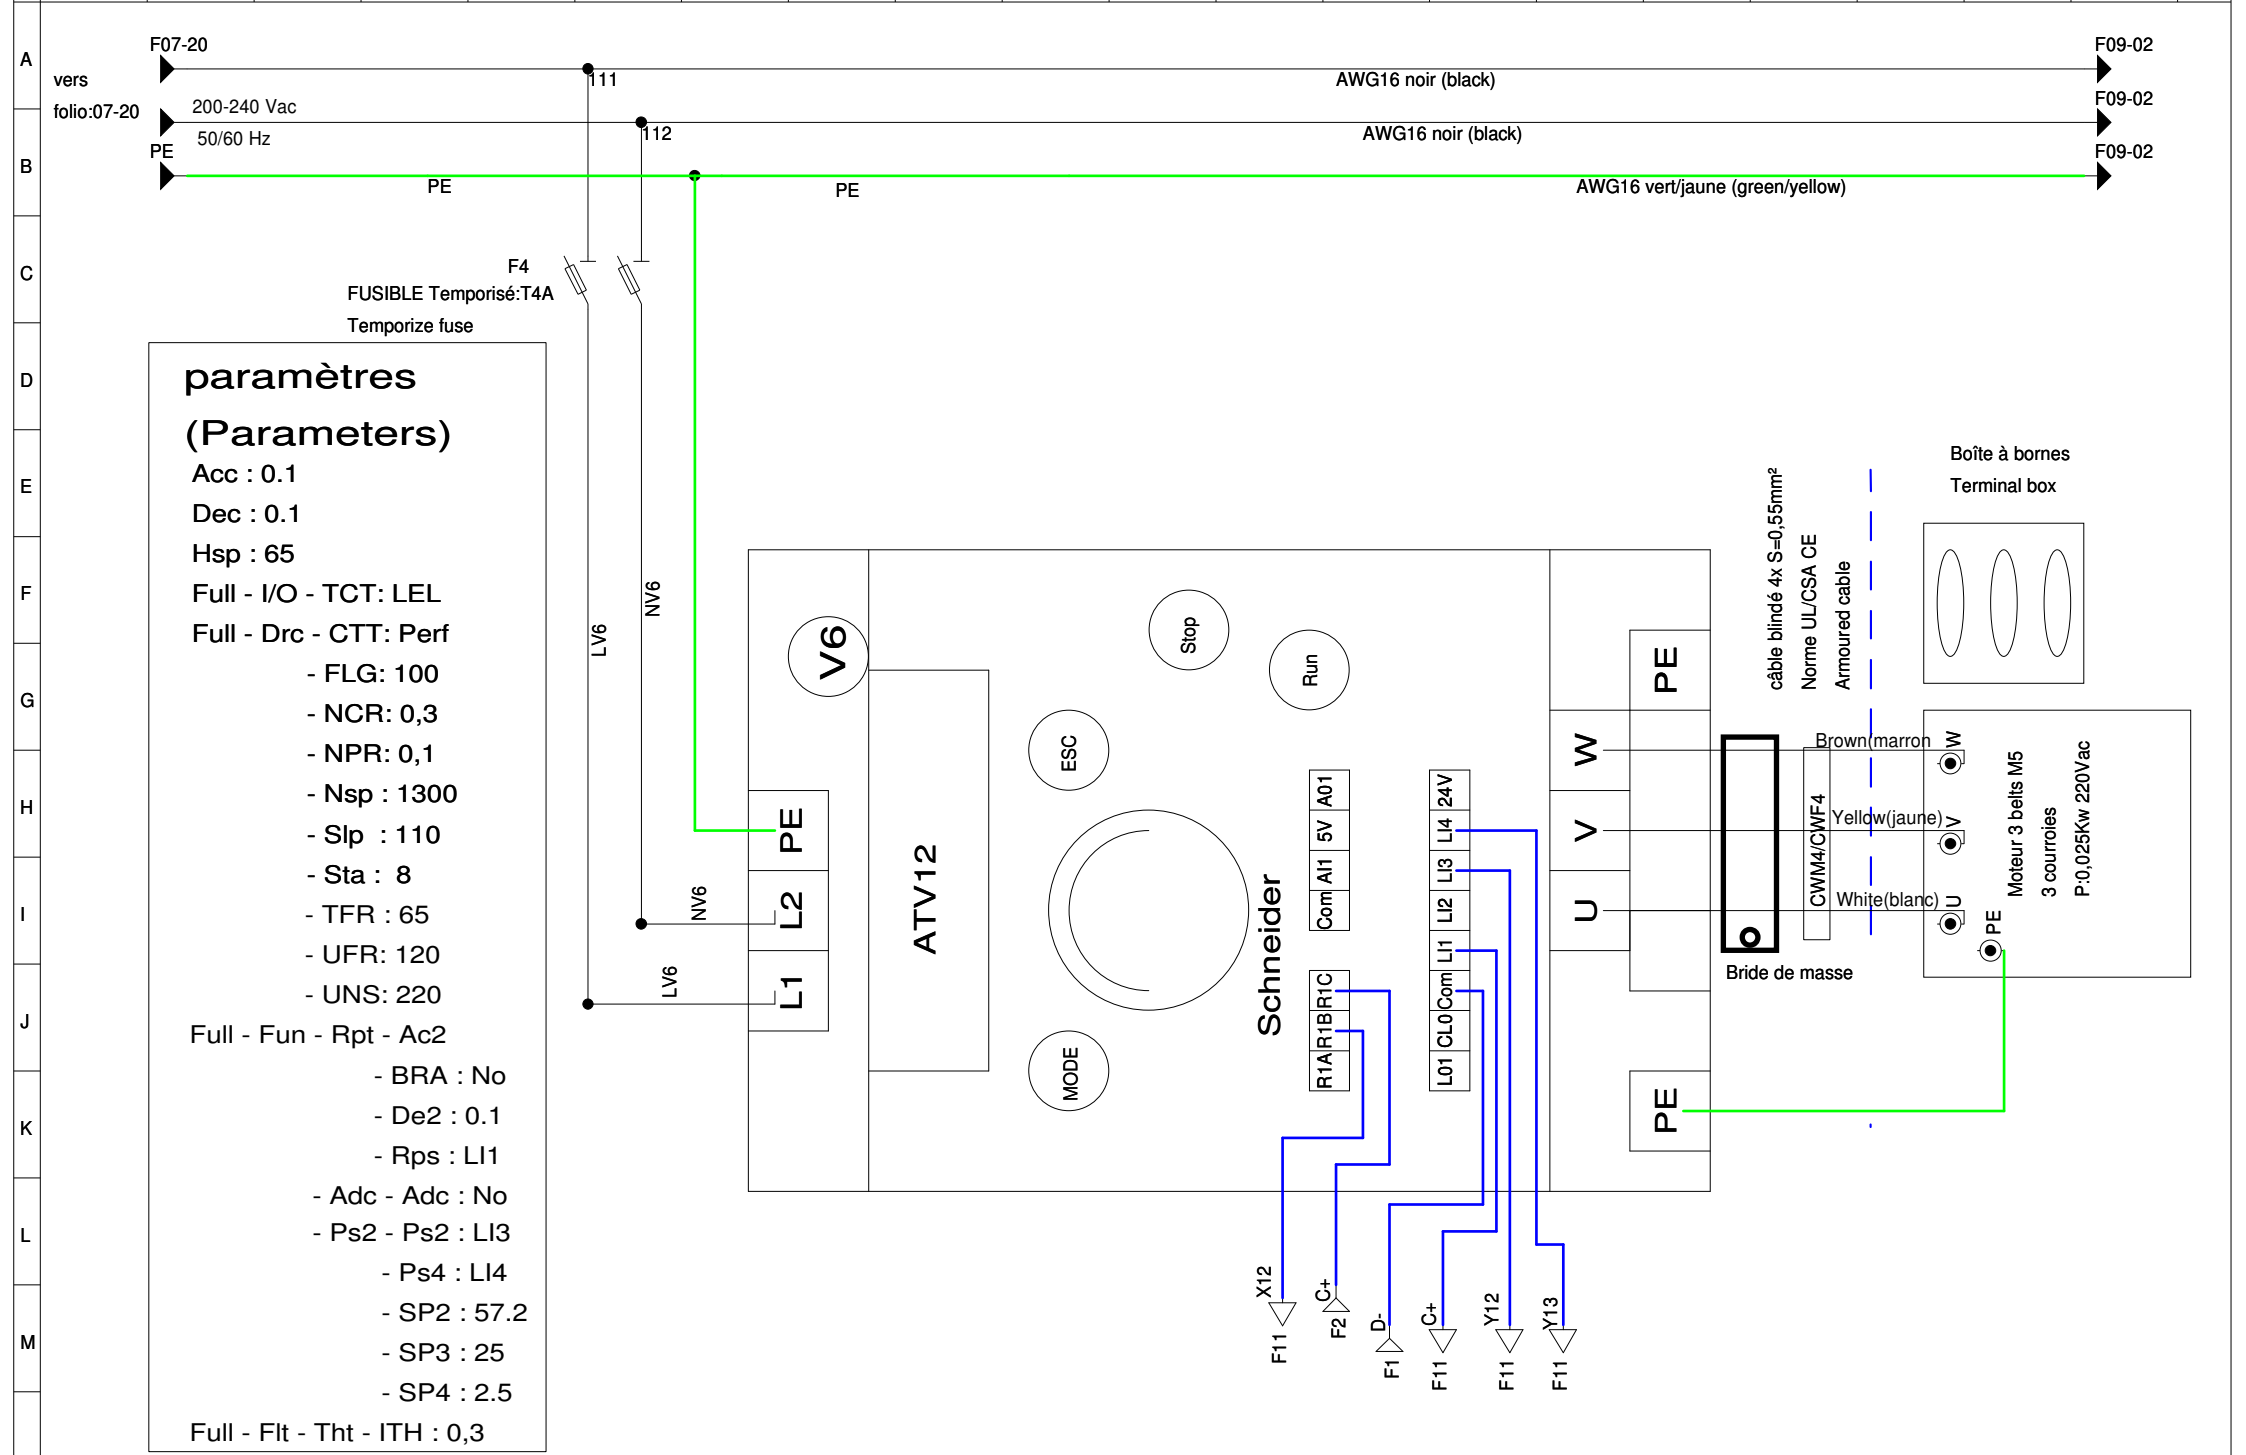 A
B
C
D
E
F
G
H
I
J
K
L
M
vers
folio:07-20
F07-20
200-240 Vac
50/60 Hz
PE
PE
PE
111
112
AWG16 noir (black)
AWG16 noir (black)
AWG16 vert/jaune (green/yellow)
F09-02
F09-02
F09-02
F4
FUSIBLE Temporisé:T4A
Temporize fuse
paramètres
(Parameters)
Acc : 0.1
Dec : 0.1
Hsp : 65
Full - I/O - TCT: LEL
Full - Drc - CTT: Perf
- FLG: 100
- NCR: 0,3
- NPR: 0,1
- Nsp : 1300
- Slp : 110
- Sta : 8
- TFR : 65
- UFR: 120
- UNS: 220
Full - Fun - Rpt - Ac2
- BRA : No
- De2 : 0.1
- Rps : LI1
- Adc - Adc : No
- Ps2 - Ps2 : LI3
- Ps4 : LI4
- SP2 : 57.2
- SP3 : 25
- SP4 : 2.5
Full - Flt - Tht - ITH : 0,3
LV6
NV6
NV6
LV6
V6
PE
L2
L1
ATV12
Stop
Run
ESC
MODE
Schneider
A01
5V
AI1
Com
R1C
R1B
R1A
24V
LI4
LI3
LI2
LI1
Com
CL0
L01
PE
W
V
U
PE
câble blindé 4x S=0,55mm²
Norme UL/CSA CE
Armoured cable
Boîte à bornes
Terminal box
Brown(marron
Yellow(jaune)
White(blanc)
CWM4/CWF4
Bride de masse
W
V
U
PE
Moteur 3 belts M5
3 courroies
P:0,025Kw 220Vac
X12
C+
D-
C+
Y12
Y13
F11
F2
F1
F11
F11
F11